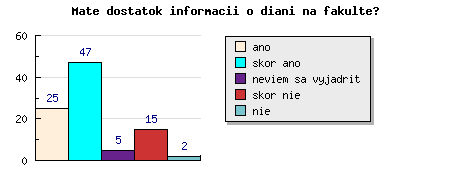 Mate dostatok informacii o diani na fakulte?
60
40
20
0
25
47
5
15
2
ano
skor ano
neviem sa vyjadrit
skor nie
nie